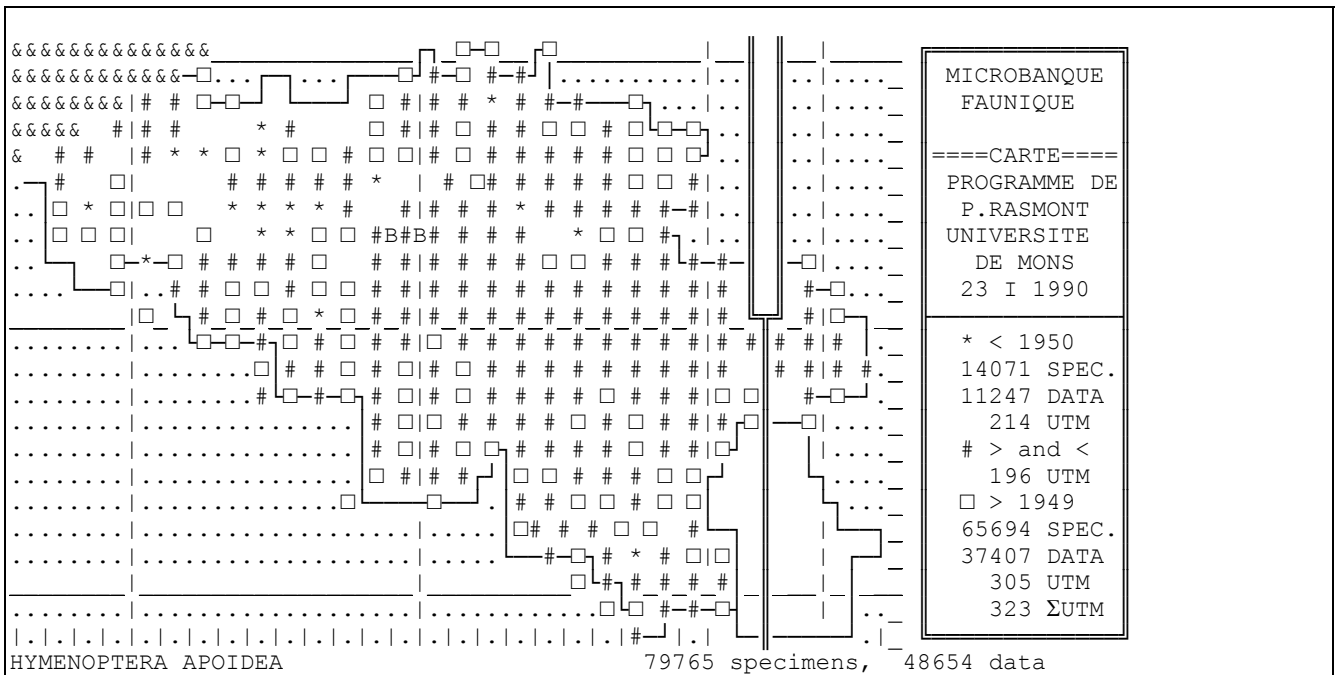 MICROBANQUE
FAUNIQUE
====CARTE====
PROGRAMME DE
P.RASMONT
UNIVERSITE
DE MONS
23 I 1990
* < 1950
14071 SPEC.
11247 DATA
214 UTM
# > and <
196 UTM
□ > 1949
65694 SPEC.
37407 DATA
305 UTM
323 ΣUTM
HYMENOPTERA APOIDEA 79765 specimens, 48654 data